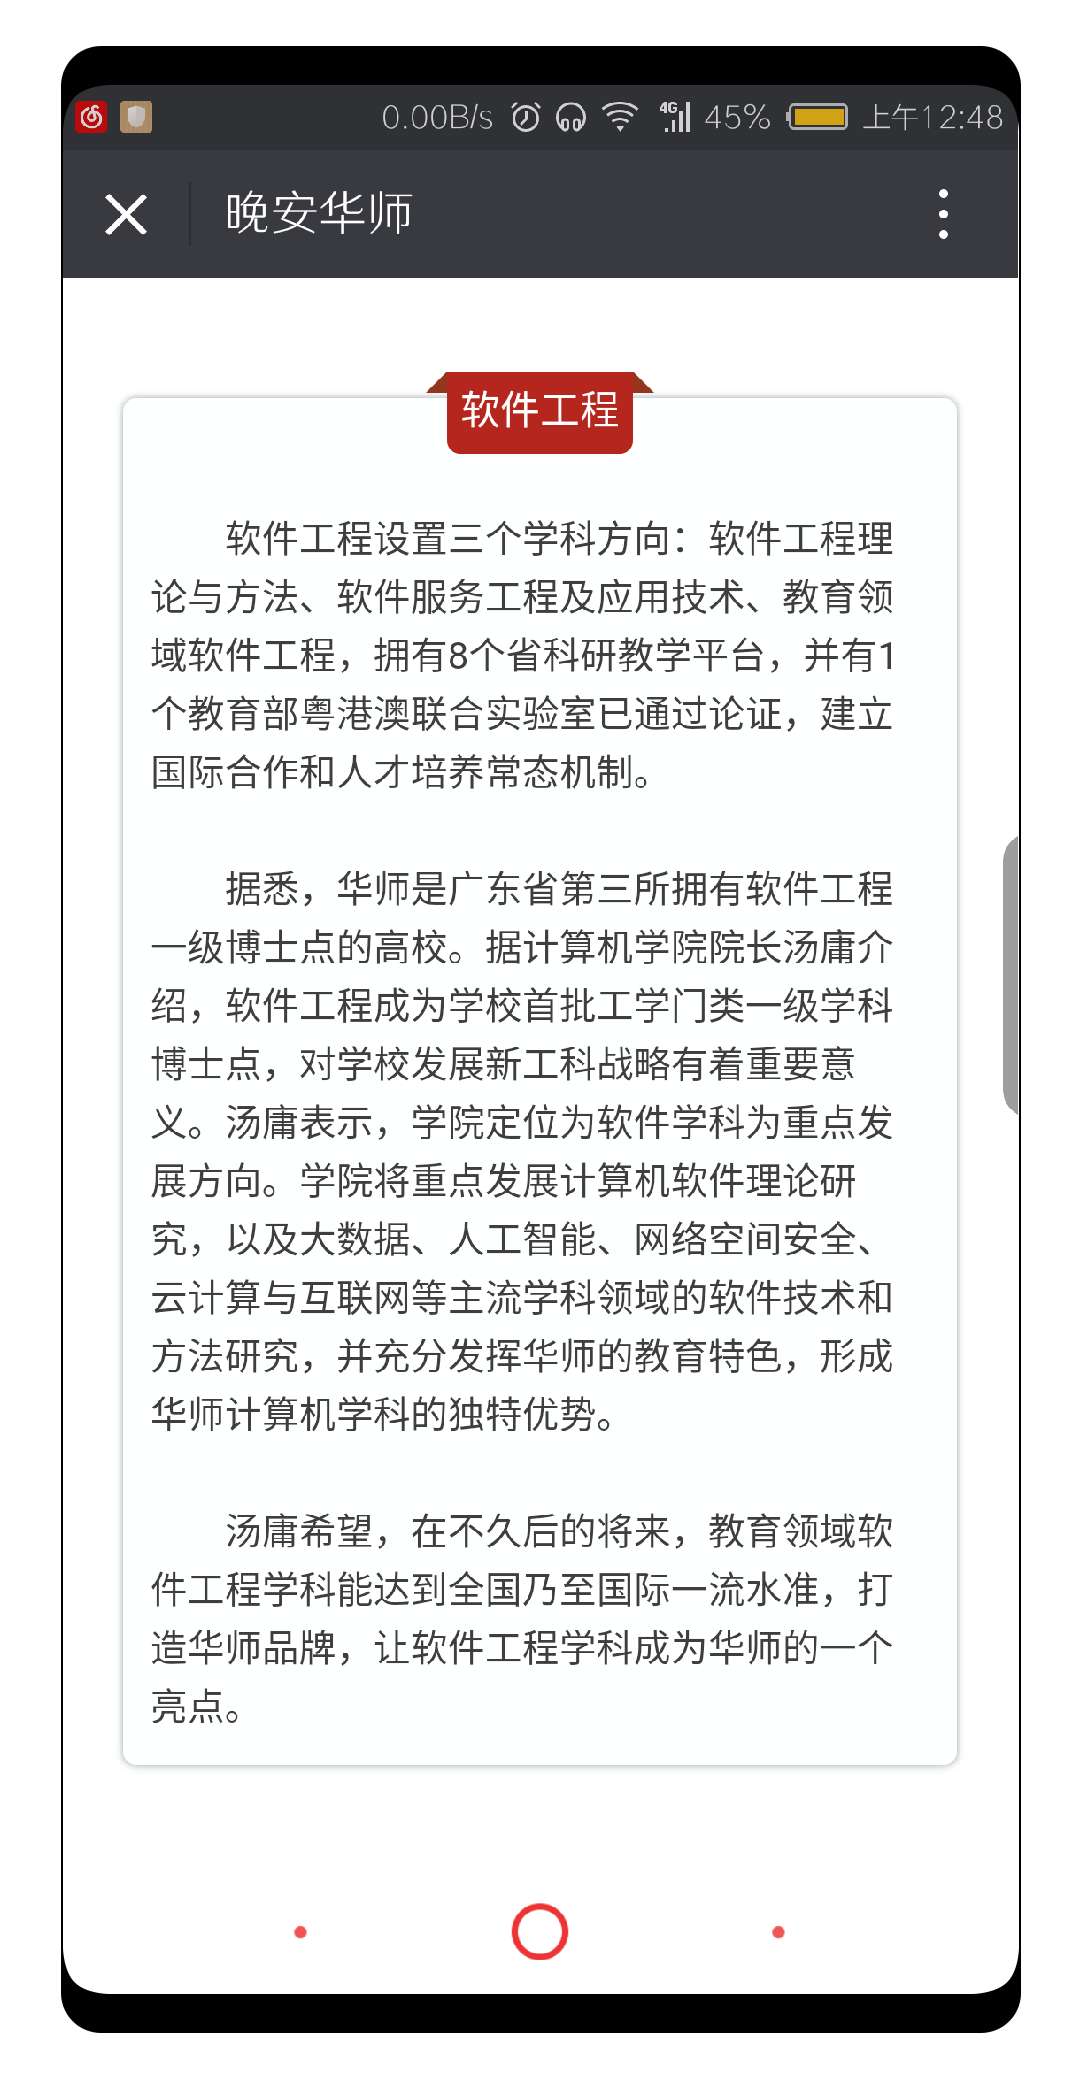 0.00B/s 4G 45% 上午12:48
晚安华师
软件工程
软件工程设置三个学科方向：软件工程理
论与方法、软件服务工程及应用技术、教育领
域软件工程，拥有8个省科研教学平台，并有1
个教育部粤港澳联合实验室已通过论证，建立
国际合作和人才培养常态机制。
据悉，华师是广东省第三所拥有软件工程
一级博士点的高校。据计算机学院院长汤庸介
绍，软件工程成为学校首批工学门类一级学科
博士点，对学校发展新工科战略有着重要意
义。汤庸表示，学院定位为软件学科为重点发
展方向。学院将重点发展计算机软件理论研
究，以及大数据、人工智能、网络空间安全、
云计算与互联网等主流学科领域的软件技术和
方法研究，并充分发挥华师的教育特色，形成
华师计算机学科的独特优势。
汤庸希望，在不久后的将来，教育领域软
件工程学科能达到全国乃至国际一流水准，打
造华师品牌，让软件工程学科成为华师的一个
亮点。